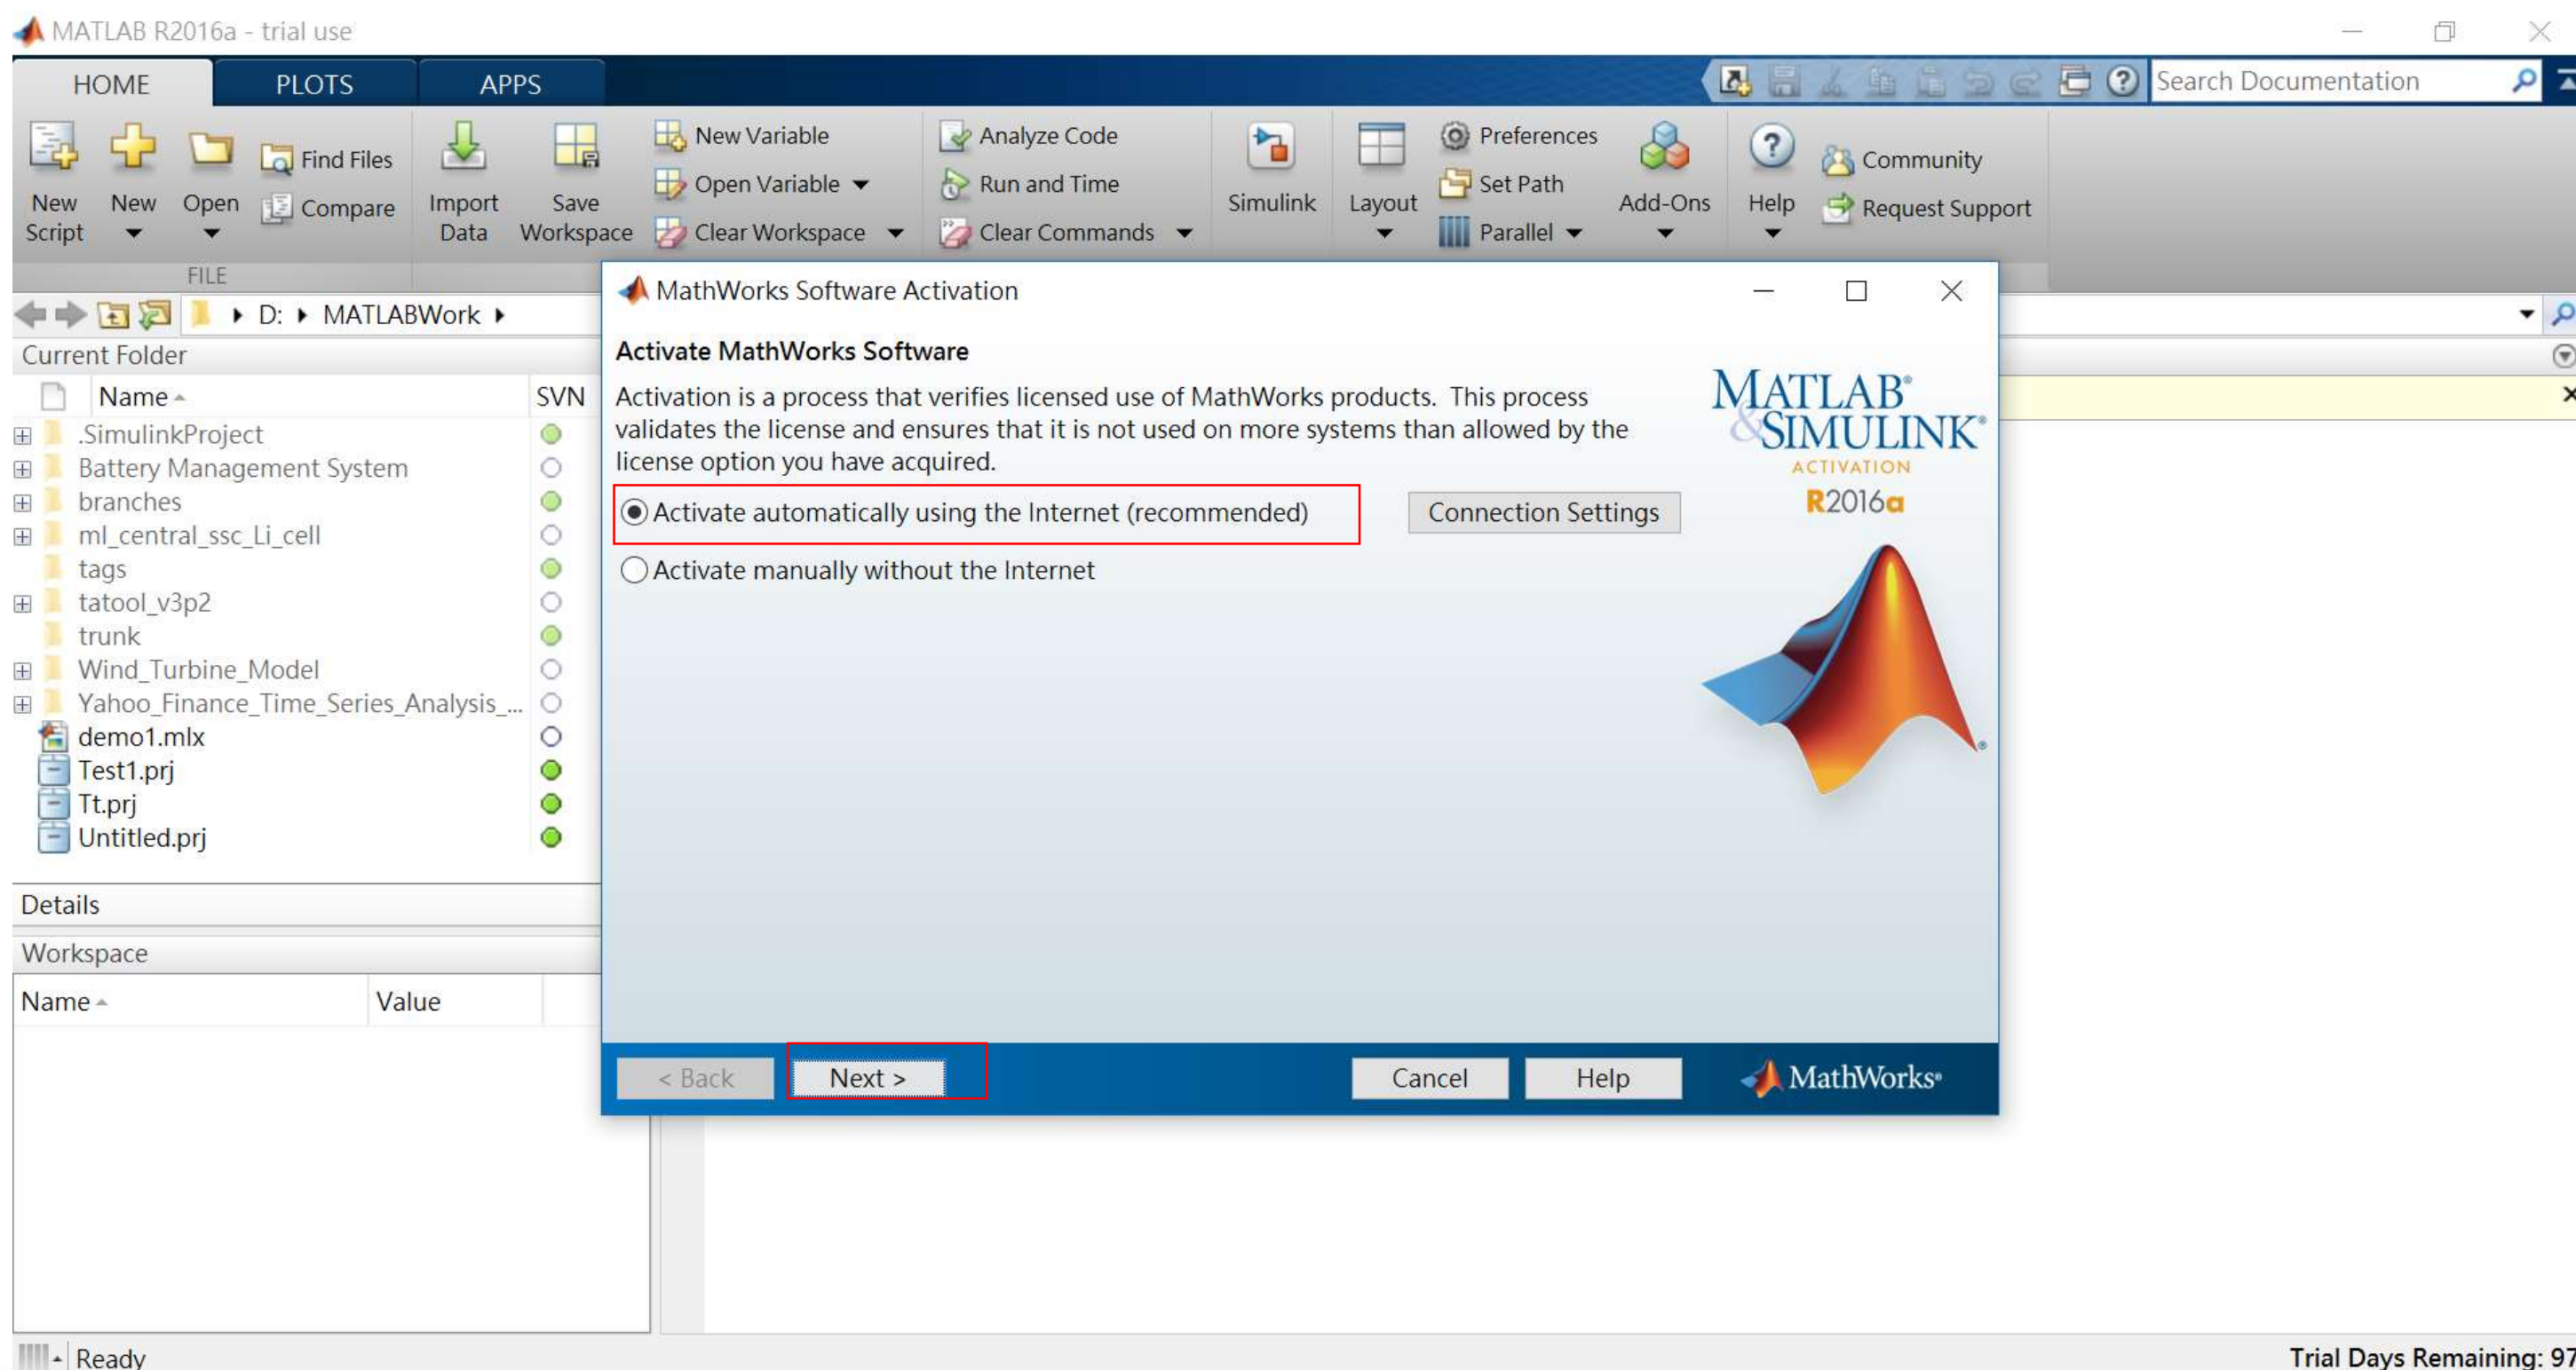 MATLAB R2016a - trial use
HOME
PLOTS
APPS
Search Documentation
New Script
New
Open
Find Files
Compare
Import Data
Save Workspace
New Variable
Open Variable
Clear Workspace
Analyze Code
Run and Time
Clear Commands
Simulink
Layout
Preferences
Set Path
Parallel
Add-Ons
Help
Community
Request Support
FILE
D: MATLABWork
Current Folder
Name
SVN
.SimulinkProject
Battery Management System
branches
ml_central_ssc_Li_cell
tags
tatool_v3p2
trunk
Wind_Turbine_Model
Yahoo_Finance_Time_Series_Analysis_...
demo1.mlx
Test1.prj
Tt.prj
Untitled.prj
Details
Workspace
Name
Value
MathWorks Software Activation
Activate MathWorks Software
Activation is a process that verifies licensed use of MathWorks products. This process
validates the license and ensures that it is not used on more systems than allowed by the
license option you have acquired.
Activate automatically using the Internet (recommended)
Connection Settings
Activate manually without the Internet
MATLAB®
&SIMULINK®
ACTIVATION
R2016a
®
< Back
Next >
Cancel
Help
MathWorks®
Ready
Trial Days Remaining: 97